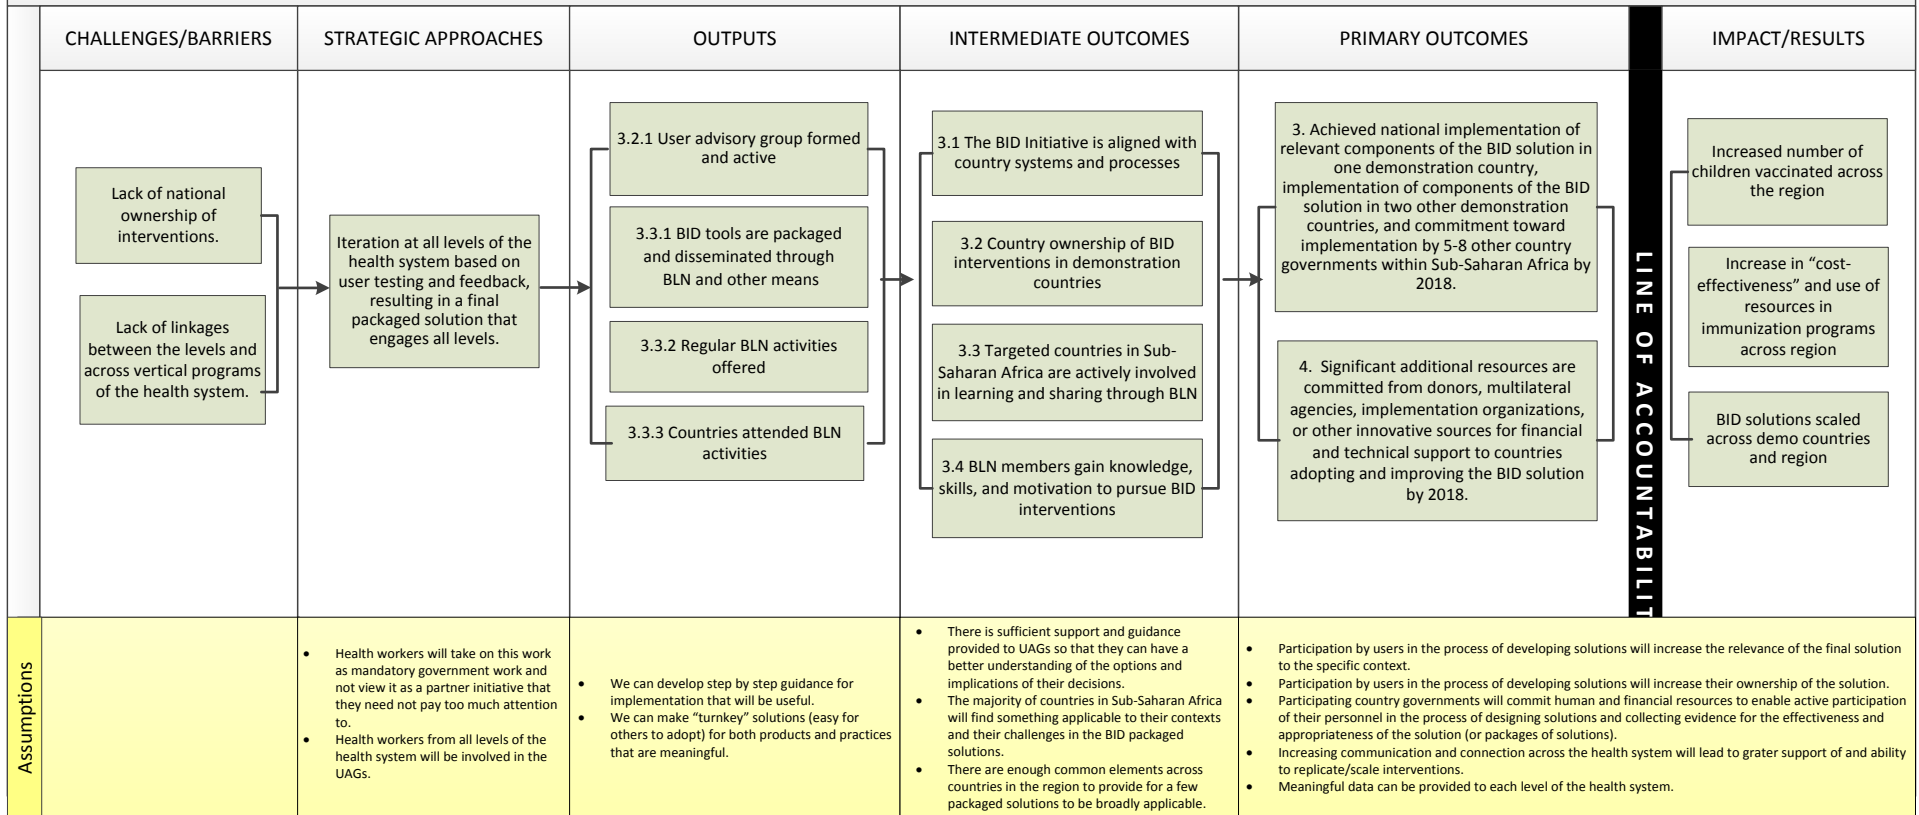 CHALLENGES/BARRIERS
STRATEGIC APPROACHES
OUTPUTS
INTERMEDIATE OUTCOMES
PRIMARY OUTCOMES
IMPACT/RESULTS
Lack of national
ownership of
interventions.
Lack of linkages
between the levels and
across vertical programs
of the health system.
Iteration at all levels of the
health system based on
user testing and feedback,
resulting in a final
packaged solution that
engages all levels.
3.2.1 User advisory group formed
and active
3.3.1 BID tools are packaged
and disseminated through
BLN and other means
3.3.2 Regular BLN activities
offered
3.3.3 Countries attended BLN
activities
3.1 The BID Initiative is aligned with
country systems and processes
3.2 Country ownership of BID
interventions in demonstration
countries
3.3 Targeted countries in Sub-
Saharan Africa are actively involved
in learning and sharing through BLN
3.4 BLN members gain knowledge,
skills, and motivation to pursue BID
interventions
3. Achieved national implementation of
relevant components of the BID solution in
one demonstration country,
implementation of components of the BID
solution in two other demonstration
countries, and commitment toward
implementation by 5-8 other country
governments within Sub-Saharan Africa by
2018.
4. Significant additional resources are
committed from donors, multilateral
agencies, implementation organizations,
or other innovative sources for financial
and technical support to countries
adopting and improving the BID solution
by 2018.
LINE OF ACCOUNTABILIT
Increased number of
children vaccinated across
the region
Increase in “cost-
effectiveness” and use of
resources in
immunization programs
across region
BID solutions scaled
across demo countries
and region
Assumptions
• Health workers will take on this work
as mandatory government work and
not view it as a partner initiative that
they need not pay too much attention
to.
• Health workers from all levels of the
health system will be involved in the
UAGs.
• We can develop step by step guidance for
implementation that will be useful.
• We can make “turnkey” solutions (easy for
others to adopt) for both products and practices
that are meaningful.
• There is sufficient support and guidance
provided to UAGs so that they can have a
better understanding of the options and
implications of their decisions.
• The majority of countries in Sub-Saharan Africa
will find something applicable to their contexts
and their challenges in the BID packaged
solutions.
• There are enough common elements across
countries in the region to provide for a few
packaged solutions to be broadly applicable.
• Participation by users in the process of developing solutions will increase the relevance of the final solution
to the specific context.
• Participation by users in the process of developing solutions will increase their ownership of the solution.
• Participating country governments will commit human and financial resources to enable active participation
of their personnel in the process of designing solutions and collecting evidence for the effectiveness and
appropriateness of the solution (or packages of solutions).
• Increasing communication and connection across the health system will lead to grater support of and ability
to replicate/scale interventions.
• Meaningful data can be provided to each level of the health system.